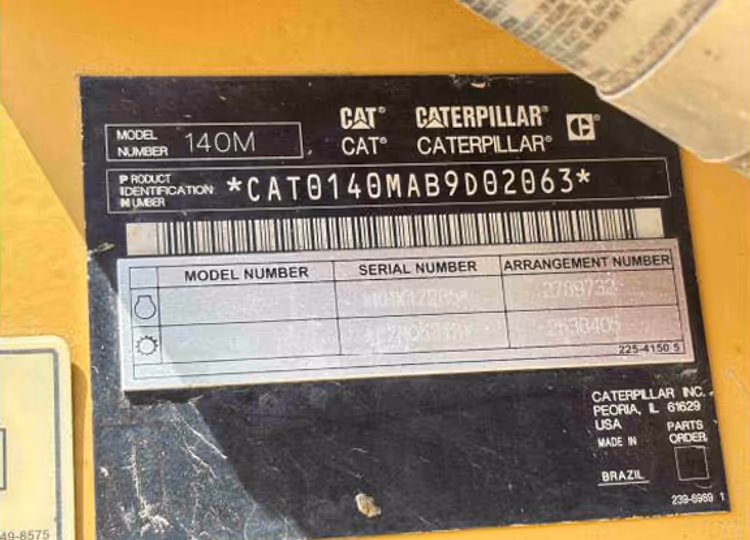 MODEL NUMBER 140M
CAT® CATERPILLAR®
CAT® CATERPILLAR®
PRODUCT IDENTIFICATION NUMBER *CAT0140MAB9D02063*
MODEL NUMBER SERIAL NUMBER ARRANGEMENT NUMBER
2789732
2538405
225-4150 5
CATERPILLAR INC.
PEORIA, IL 61629
USA
MADE IN
BRAZIL
PARTS
ORDER
239-6969 1
49-8575